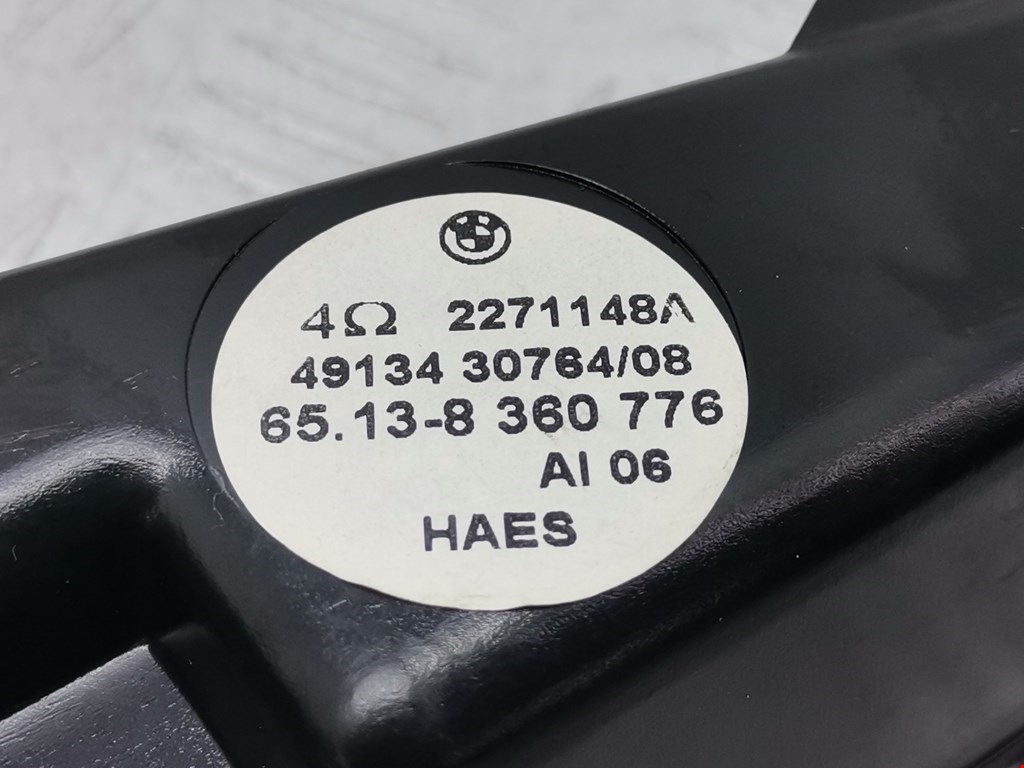 4Ω 2271148A
49134 30764/08
65.13-8 360 776
AI 06
HAES